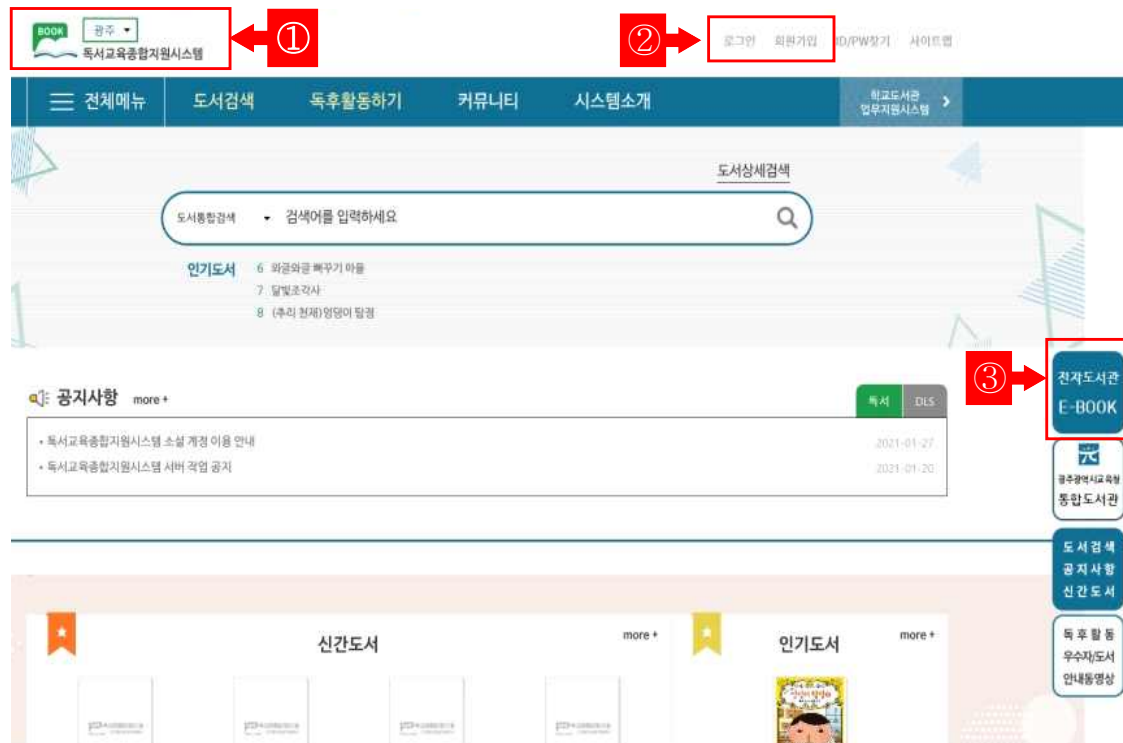 BOOK 광주
독서교육종합지원시스템
①
②
로그인 회원가입 ID/PW찾기 사이트맵
전체메뉴 도서검색 독후활동하기 커뮤니티 시스템소개
학교도서관
업무지원시스템
도서상세검색
도서통합검색 검색어를 입력하세요
인기도서 6 와글와글 뻐꾸기 마을
7 달빛조각사
8 (추리 천재)엉덩이 탐정
③
전자도서관
E-BOOK
공지사항 more +
독서 DLS
• 독서교육종합지원시스템 소셜 계정 이용 안내 2021-01-27
• 독서교육종합지원시스템 서버 작업 공지 2021-01-20
광주광역시교육청
통합도서관
도서검색
공지사항
신간도서
독후활동
우수자/도서
안내동영상
신간도서 more +
인기도서 more +